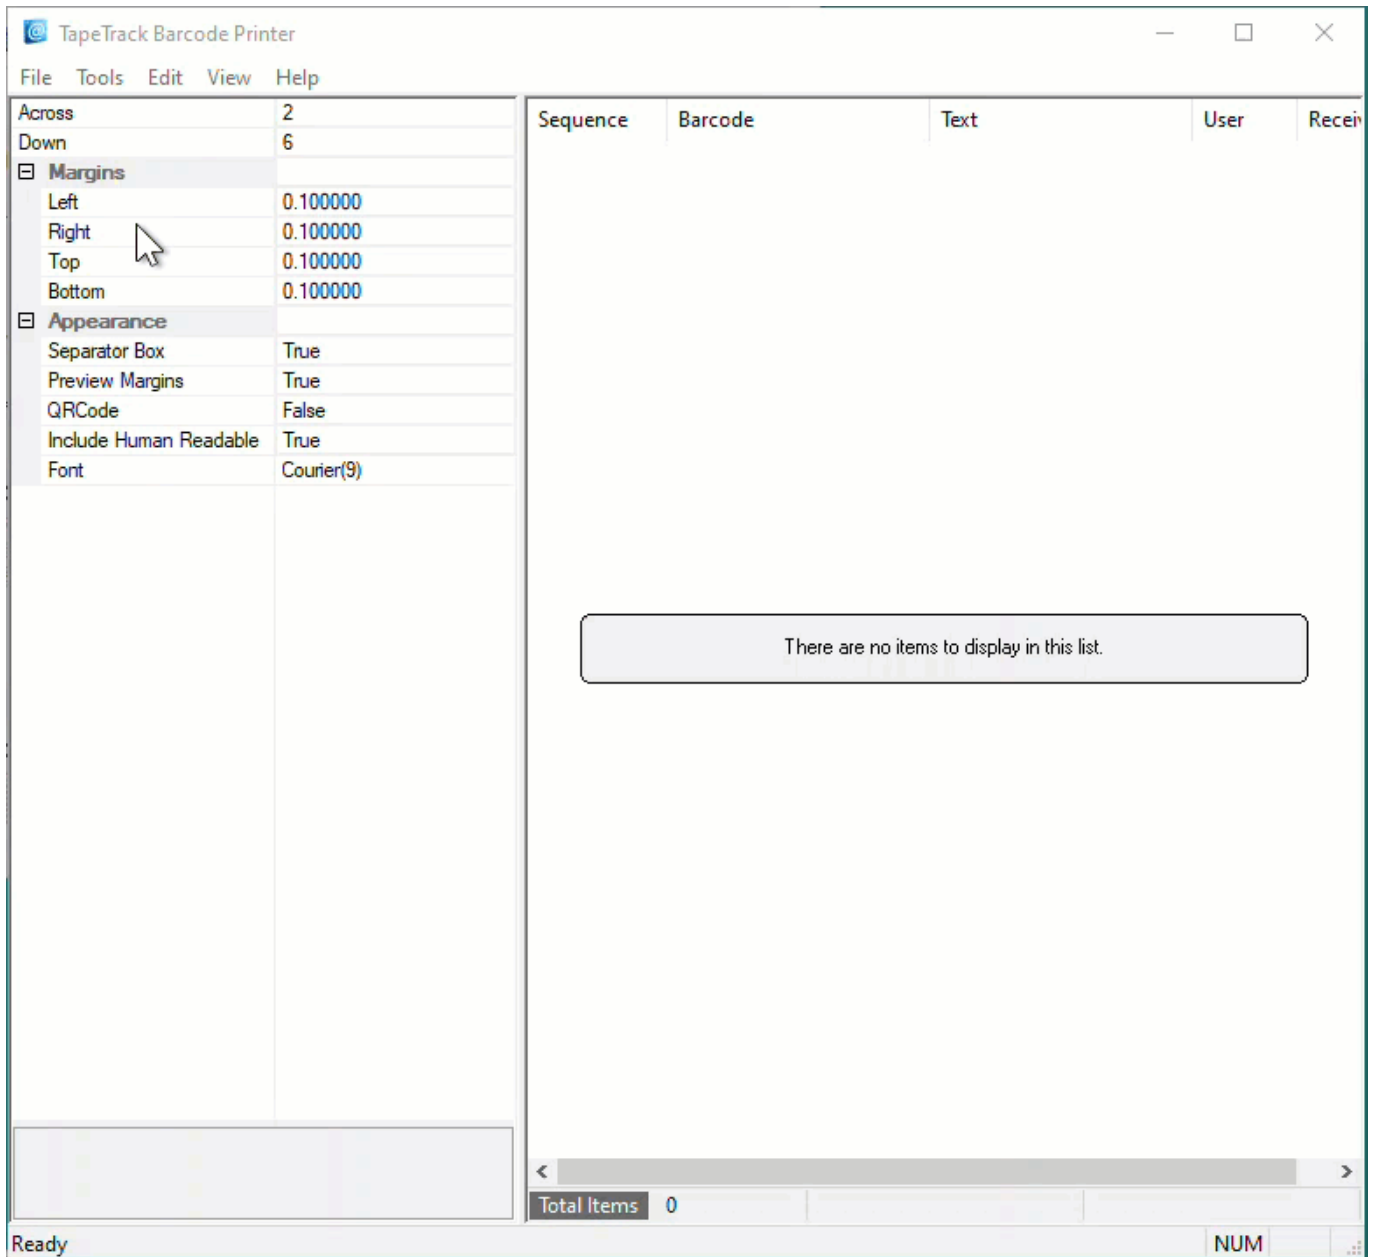 TapeTrack Barcode Printer
File Tools Edit View Help
Across 2
Down 6
Margins
Left 0.100000
Right 0.100000
Top 0.100000
Bottom 0.100000
Appearance
Separator Box True
Preview Margins True
QRCode False
Include Human Readable True
Font Courier(9)
Sequence Barcode Text User Recei
There are no items to display in this list.
Total Items 0
Ready NUM